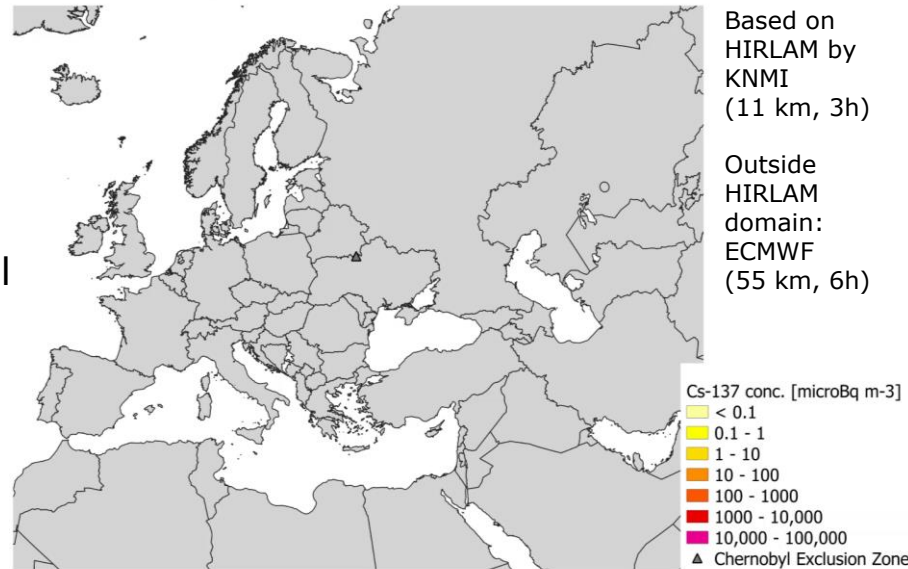 Based on
HIRLAM by
KNMI
(11 km, 3h)
Outside
HIRLAM
domain:
ECMWF
(55 km, 6h)
l
Cs-137 conc. [microBq m-3]
< 0.1
0.1 - 1
1 - 10
10 - 100
100 - 1000
1000 - 10,000
10,000 - 100,000
Chernobyl Exclusion Zone